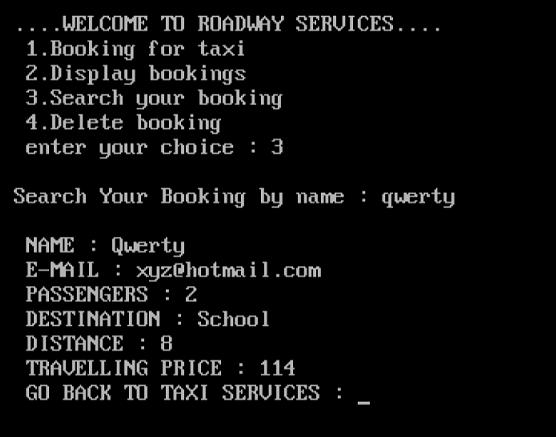 ....WELCOME TO ROADWAY SERVICES....
1.Booking for taxi
2.Display bookings
3.Search your booking
4.Delete booking
enter your choice : 3
Search Your Booking by name : qwerty
NAME : Qwerty
E-MAIL : xyz@hotmail.com
PASSENGERS : 2
DESTINATION : School
DISTANCE : 8
TRAVELLING PRICE : 114
GO BACK TO TAXI SERVICES : _